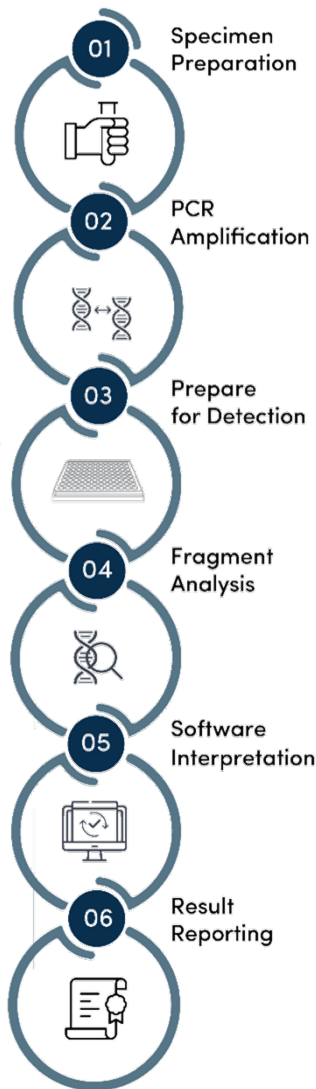 01
Specimen
Preparation
02
PCR
Amplification
03
Prepare
for Detection
04
Fragment
Analysis
05
Software
Interpretation
06
Result
Reporting